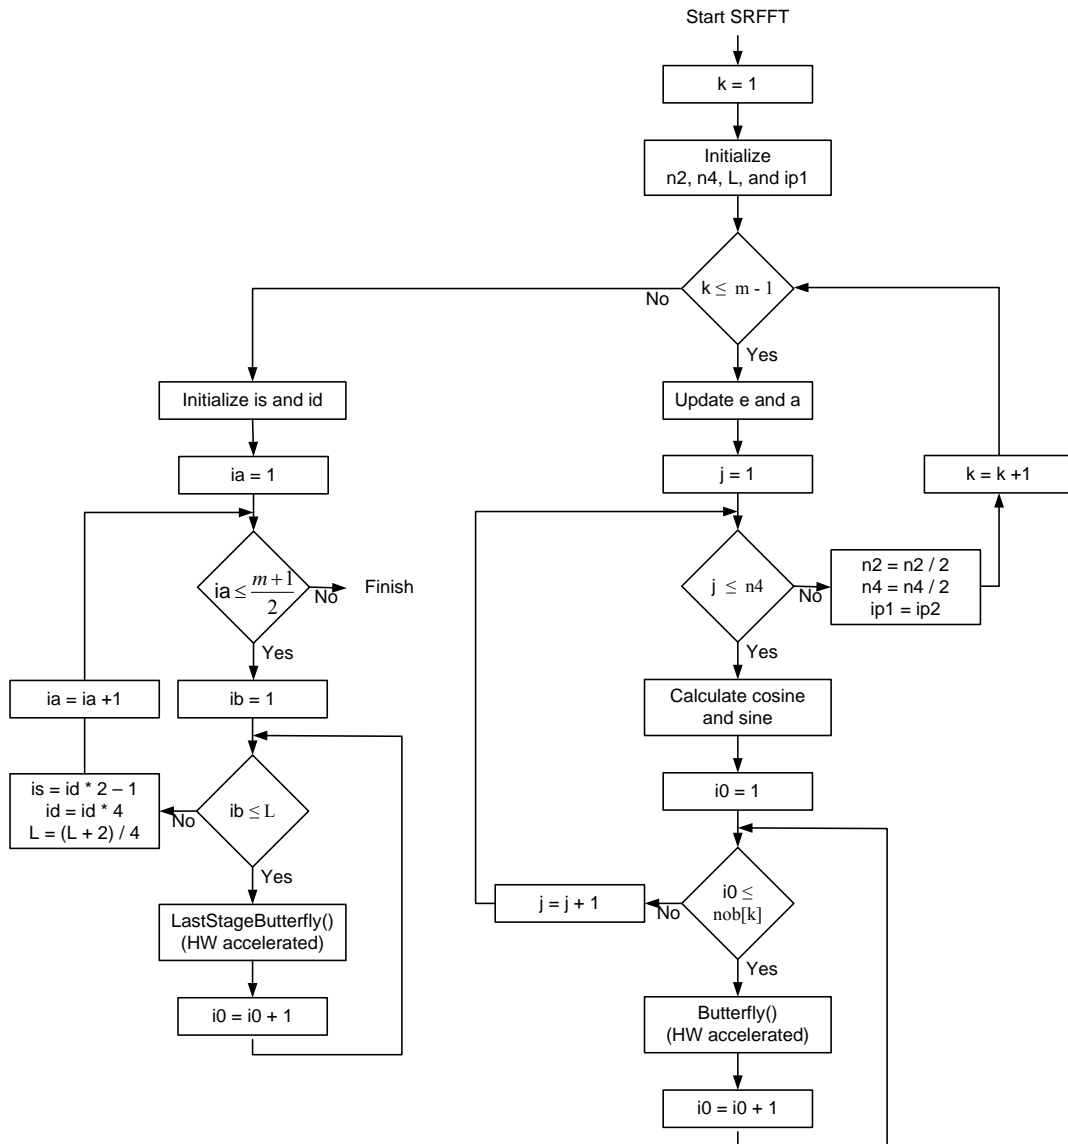 Start SRFFT
k = 1
Initialize
n2, n4, L, and ip1
k ≤ m - 1
No
Yes
Initialize is and id
Update e and a
ia = 1
j = 1
k = k +1
ia ≤ (m+1)/2
No
Finish
Yes
j ≤ n4
No
Yes
n2 = n2 / 2
n4 = n4 / 2
ip1 = ip2
ia = ia +1
ib = 1
Calculate cosine
and sine
is = id * 2 – 1
id = id * 4
L = (L + 2) / 4
ib ≤ L
No
Yes
i0 = 1
LastStageButterfly()
(HW accelerated)
i0 = i0 + 1
j = j + 1
i0 ≤
nob[k]
No
Yes
Butterfly()
(HW accelerated)
i0 = i0 + 1